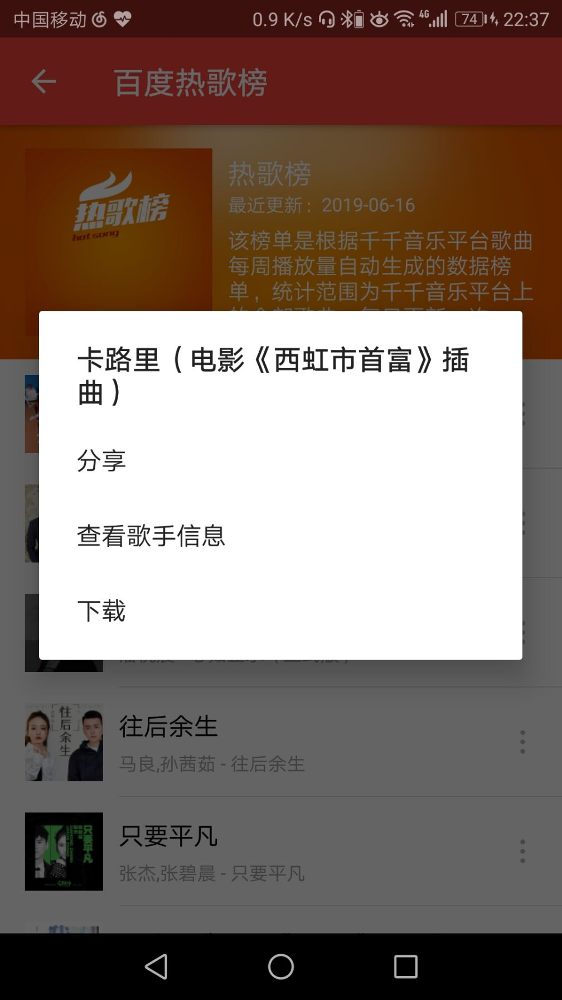 中国移动 0.9 K/s 4G 74 22:37
百度热歌榜
热歌榜
hot song
热歌榜
最近更新：2019-06-16
该榜单是根据千千音乐平台歌曲
每周播放量自动生成的数据榜
单，统计范围为千千音乐平台上
卡路里（电影《西虹市首富》插
曲）
分享
查看歌手信息
下载
往后余生
往后余生
马良,孙茜茹 - 往后余生
只要平凡
只要平凡
张杰,张碧晨 - 只要平凡